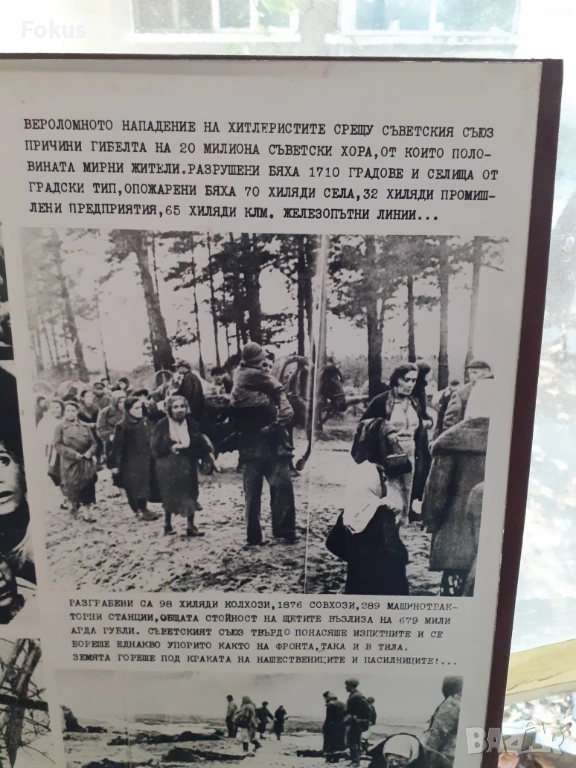 Fokus
ВЕРОЛОМНОТО НАПАДЕНИЕ НА ХИТЛЕРИСТИТЕ СРЕЩУ СЪВЕТСКИЯ СЪЮЗ
ПРИЧИНИ ГИБЕЛТА НА 20 МИЛИОНА СЪВЕТСКИ ХОРА,ОТ КОИТО ПОЛО-
ВИНАТА МИРНИ ЖИТЕЛИ.РАЗРУШЕНИ БЯХА 1710 ГРАДОВЕ И СЕЛИЩА ОТ
ГРАДСКИ ТИП,ОПОЖАРЕНИ БЯХА 70 ХИЛЯДИ СЕЛА,32 ХИЛЯДИ ПРОМИШ-
ЛЕНИ ПРЕДПРИЯТИЯ,65 ХИЛЯДИ КЛМ. ЖЕЛЕЗОПЪТНИ ЛИНИИ...
РАЗГРАБЕНИ СА 98 ХИЛЯДИ КОЛХОЗИ,1876 СОВХОЗИ,289 МАШИНОТРАК-
ТОРНИ СТАНЦИИ,ОБЩАТА СТОЙНОСТ НА ЩЕТИТЕ ВЪЗЛИЗА НА 679 МИЛИ
АРДА РУБЛИ. СЪВЕТСКИЯТ СЪЮЗ ТВЪРДО ПОНАСЯШЕ ИЗПИТНИТЕ И СЕ
БОРЕШЕ ЕДНАКВО УПОРИТО КАКТО НА ФРОНТА,ТАКА И В ТИЛА.
ЗЕМЯТА ГОРЕШЕ ПОД КРАКАТА НА НАШЕСТВЕНИЦИТЕ И НАСИЛНИЦИТЕ!...
BAZAR